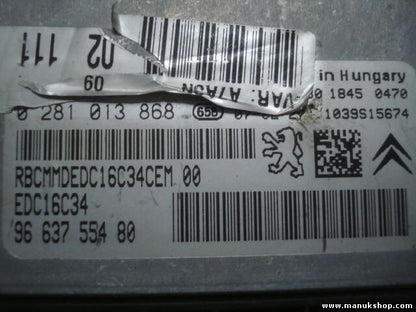 02 111
60
VAR: A7A5N
in Hungary
1845 0470
0 281 013 868 658
1039S15674
RBCMMDEDC16C34CEM 00
EDC16C34
96 637 554 80
www.manukshop.com